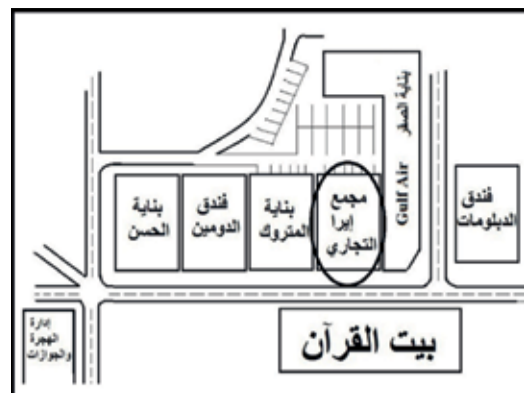 بناية الصقر
Gulf Air
فندق
الدبلومات
مجمع
إيرا
التجاري
بناية
المتروك
فندق
الدومين
بناية
الحسن
إدارة
الهجرة
والجوازات
بيت القرآن